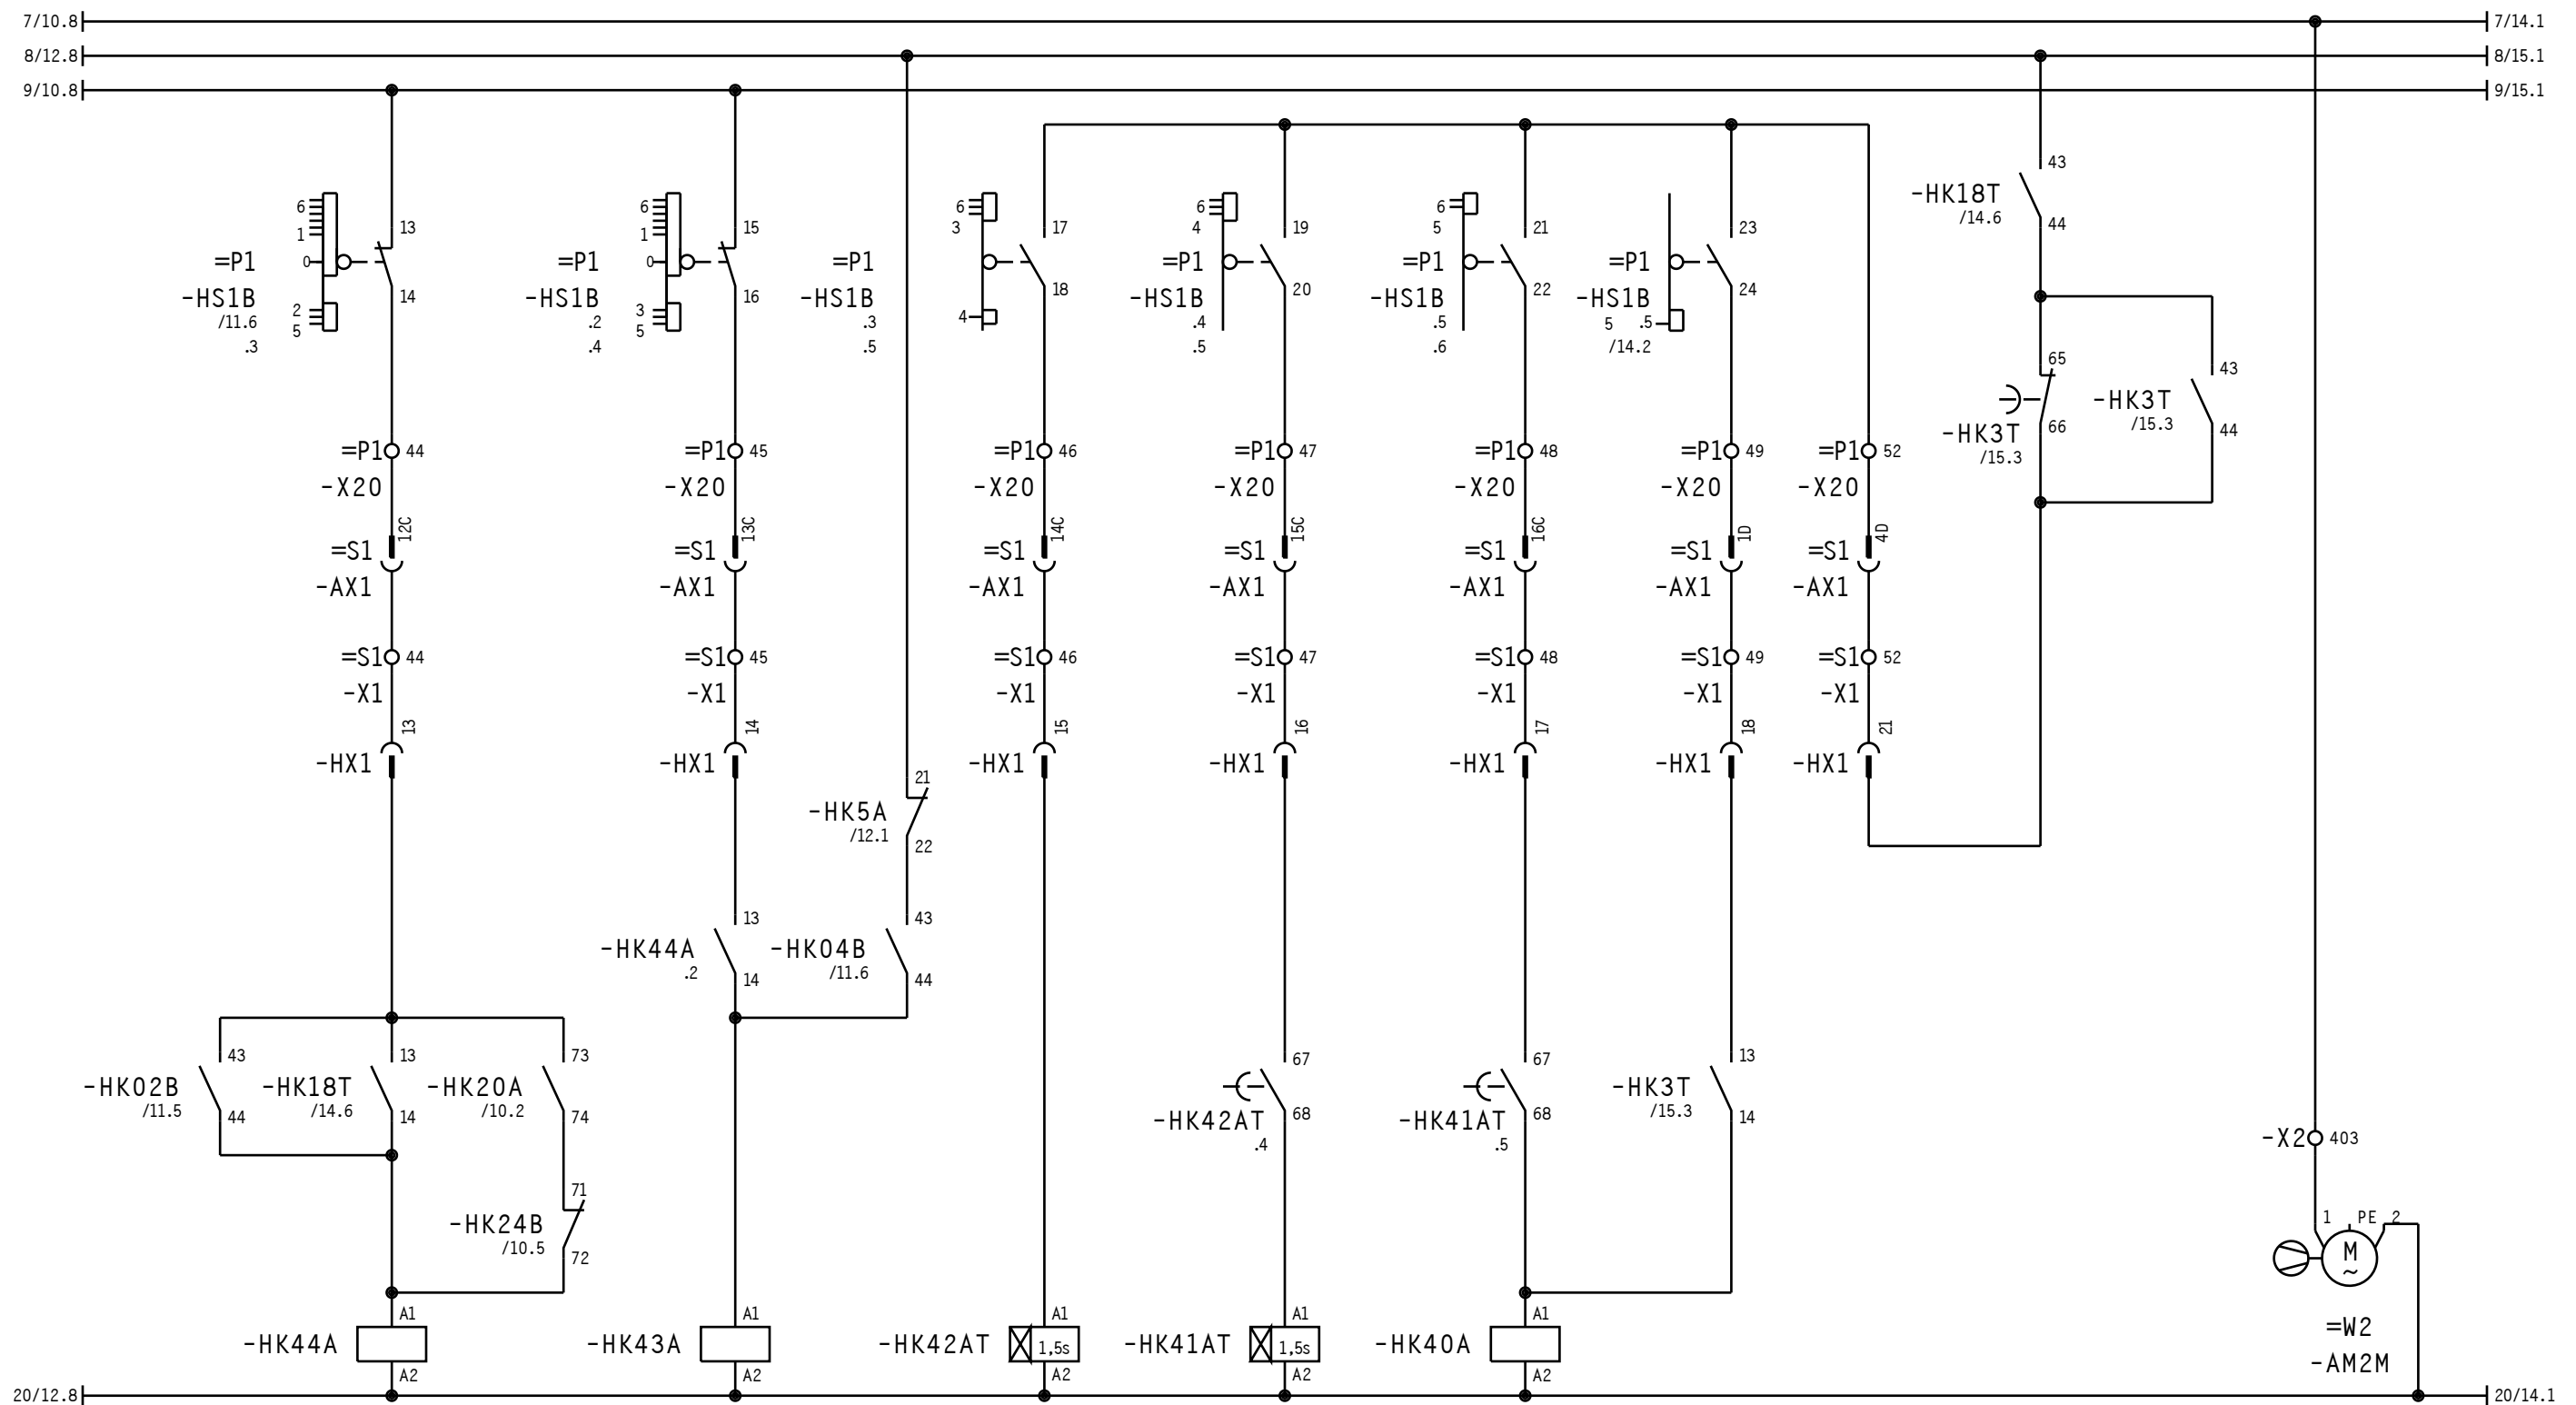 7/10.8 7/14.1
8/12.8 8/15.1
9/10.8 9/15.1
43
-HK18T
/14.6
44
6 1 0 2 5
13
=P1
-HS1B
/11.6
.3
14
6 1 0 3 5
15
=P1
-HS1B
.2
.4
16
=P1
-HS1B
.3
.5
6 3 4
17
18
6 4
19
=P1
-HS1B
.4
.5
20
6 5
21
=P1
-HS1B
.5
.6
22
23
=P1
-HS1B
5 .5
/14.2
24
65
-HK3T
/15.3
66
43
-HK3T
/15.3
44
=P1 44 =P1 45 =P1 46 =P1 47 =P1 48 =P1 49 =P1 52
-X20 -X20 -X20 -X20 -X20 -X20 -X20
12C 13C 14C 15C 16C 1D 4D
=S1 =S1 =S1 =S1 =S1 =S1 =S1
-AX1 -AX1 -AX1 -AX1 -AX1 -AX1 -AX1
=S1 44 =S1 45 =S1 46 =S1 47 =S1 48 =S1 49 =S1 52
-X1 -X1 -X1 -X1 -X1 -X1 -X1
13 14 15 16 17 18 21
-HX1 -HX1 -HX1 -HX1 -HX1 -HX1 -HX1
21
-HK5A
/12.1
22
13
-HK44A
.2
14
43
-HK04B
/11.6
44
43
-HK02B
/11.5
44
13
-HK18T
/14.6
14
73
-HK20A
/10.2
74
67
-HK42AT
.4
68
67
-HK41AT
.5
68
13
-HK3T
/15.3
14
-X2 403
71
-HK24B
/10.5
72
1 PE 2
M
~
=W2
-AM2M
A1 A1 A1 A1 A1
-HK44A -HK43A -HK42AT 1,5s -HK41AT 1,5s -HK40A
A2 A2 A2 A2 A2
20/12.8 20/14.1